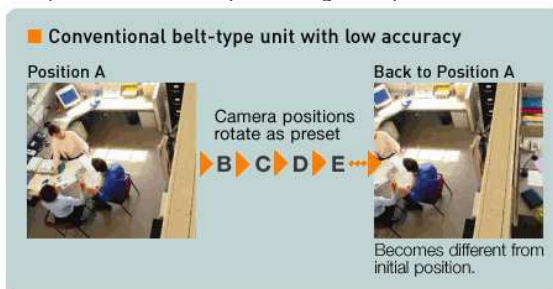 ■ Conventional belt-type unit with low accuracy
Position A
Back to Position A
Camera positions
rotate as preset
B C D E
Becomes different from
initial position.